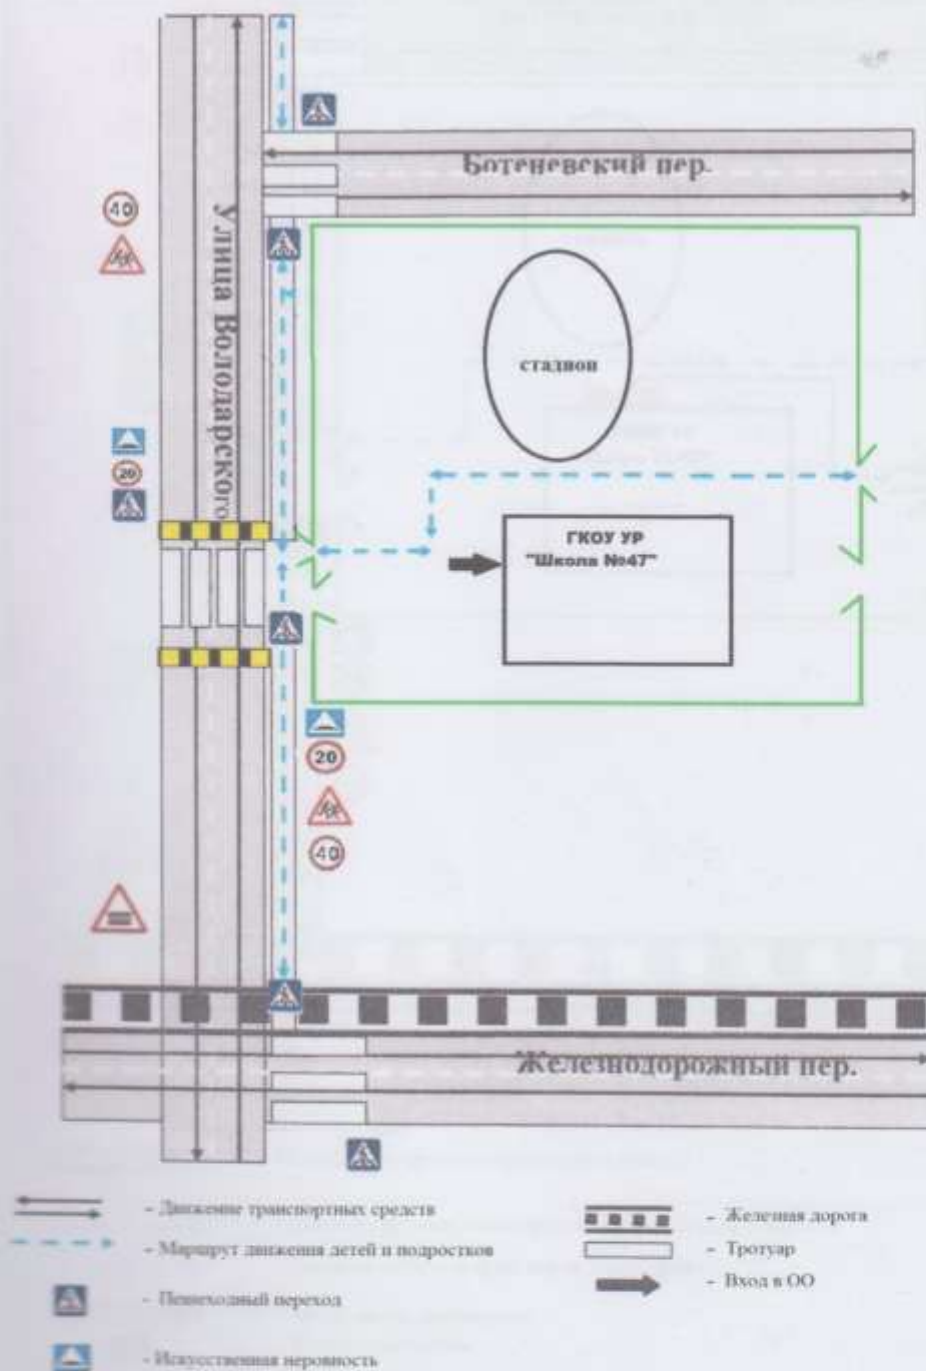 Ботеневский пер.
40
Улица Володарского
стадион
20
ГКОУ УР
"Школа №47"
20
40
Железнодорожный пер.
- Движение транспортных средств
- Маршрут движения детей и подростков
- Пешеходный переход
- Искусственная неровность
- Железная дорога
- Тротуар
- Вход в ОО